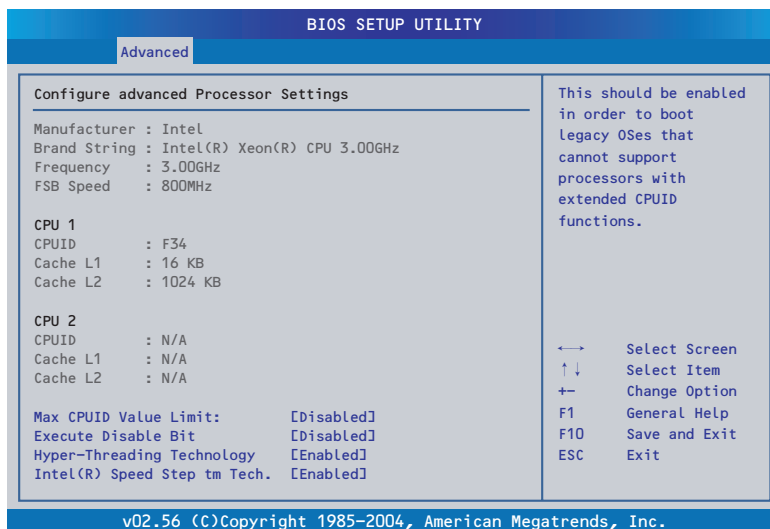 BIOS SETUP UTILITY
Advanced
Configure advanced Processor Settings
Manufacturer : Intel
Brand String : Intel(R) Xeon(R) CPU 3.00GHz
Frequency : 3.00GHz
FSB Speed : 800MHz
CPU 1
CPUID : F34
Cache L1 : 16 KB
Cache L2 : 1024 KB
CPU 2
CPUID : N/A
Cache L1 : N/A
Cache L2 : N/A
Max CPUID Value Limit: [Disabled]
Execute Disable Bit [Disabled]
Hyper-Threading Technology [Enabled]
Intel(R) Speed Step tm Tech. [Enabled]
This should be enabled
in order to boot
legacy OSes that
cannot support
processors with
extended CPUID
functions.
←→ Select Screen
↑↓ Select Item
+- Change Option
F1 General Help
F10 Save and Exit
ESC Exit
v02.56 (C)Copyright 1985-2004, American Megatrends, Inc.